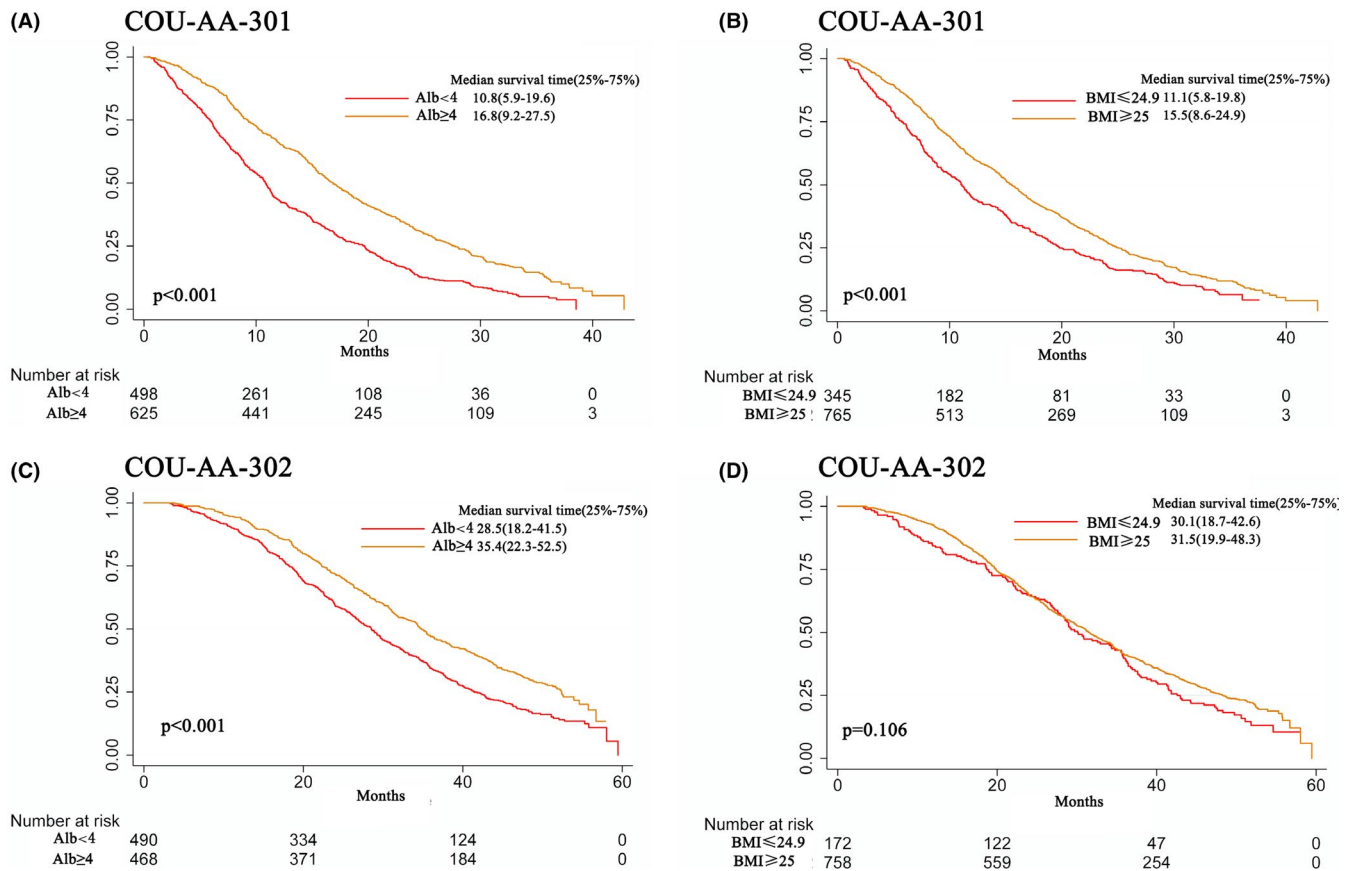 (A) COU-AA-301
Median survival time(25%-75%)
Alb<4 10.8(5.9-19.6)
Alb≥4 16.8(9.2-27.5)
1.00
0.75
0.50
0.25
0.00
p<0.001
0 10 20 30 40
Months
Number at risk
Alb<4 498 261 108 36 0
Alb≥4 625 441 245 109 3
(B) COU-AA-301
Median survival time(25%-75%)
BMI≤24.9 11.1(5.8-19.8)
BMI≥25 15.5(8.6-24.9)
1.00
0.75
0.50
0.25
0.00
p<0.001
0 10 20 30 40
Months
Number at risk
BMI≤24.9 345 182 81 33 0
BMI≥25 765 513 269 109 3
(C) COU-AA-302
Median survival time(25%-75%)
Alb<4 28.5(18.2-41.5)
Alb≥4 35.4(22.3-52.5)
1.00
0.75
0.50
0.25
0.00
p<0.001
0 20 40 60
Months
Number at risk
Alb<4 490 334 124 0
Alb≥4 468 371 184 0
(D) COU-AA-302
Median survival time(25%-75%)
BMI≤24.9 30.1(18.7-42.6)
BMI≥25 31.5(19.9-48.3)
1.00
0.75
0.50
0.25
0.00
p=0.106
0 20 40 60
Months
Number at risk
BMI≤24.9 172 122 47 0
BMI≥25 758 559 254 0